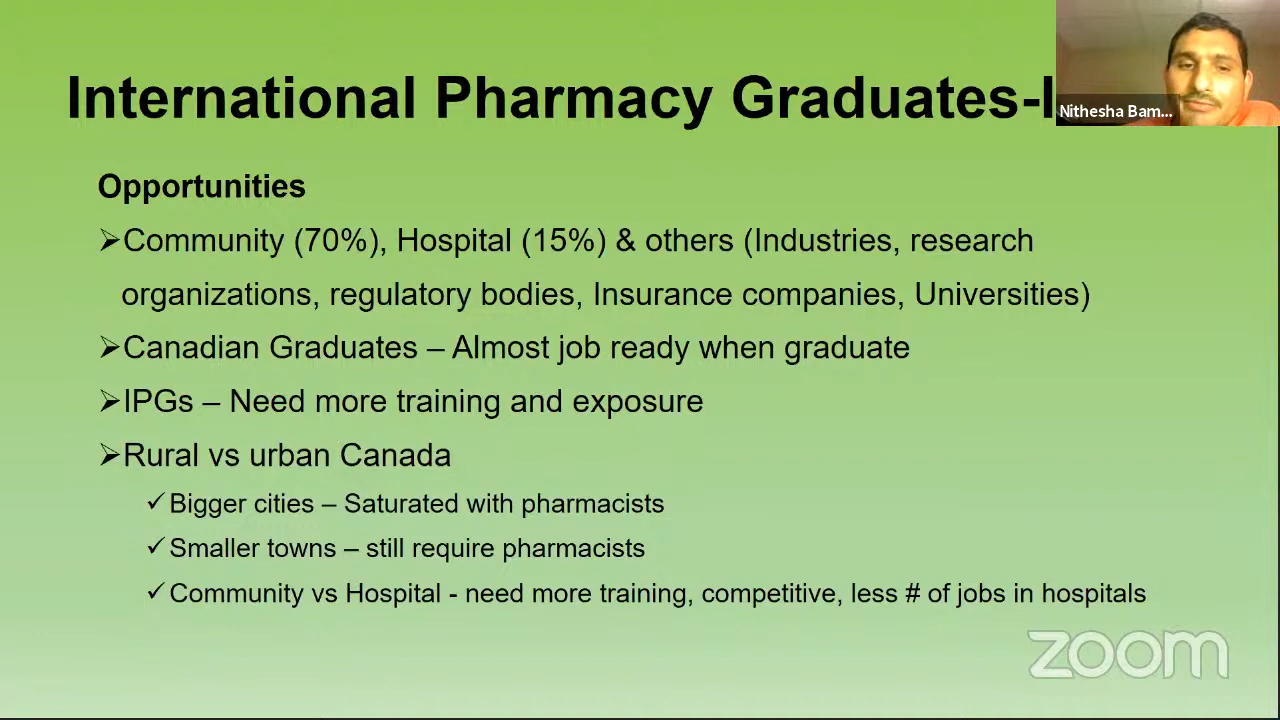 International Pharmacy Graduates-I
Nithesha Bam...
Opportunities
➢Community (70%), Hospital (15%) & others (Industries, research
organizations, regulatory bodies, Insurance companies, Universities)
➢Canadian Graduates – Almost job ready when graduate
➢IPGs – Need more training and exposure
➢Rural vs urban Canada
✓Bigger cities – Saturated with pharmacists
✓Smaller towns – still require pharmacists
✓Community vs Hospital - need more training, competitive, less # of jobs in hospitals
zoom